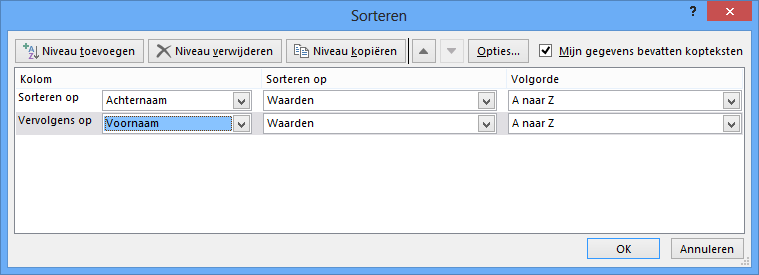 Sorteren
Niveau toevoegen Niveau verwijderen Niveau kopiëren Opties... Mijn gegevens bevatten kopteksten
Kolom Sorteren op Volgorde
Sorteren op Achternaam Waarden A naar Z
Vervolgens op Voornaam Waarden A naar Z
OK Annuleren